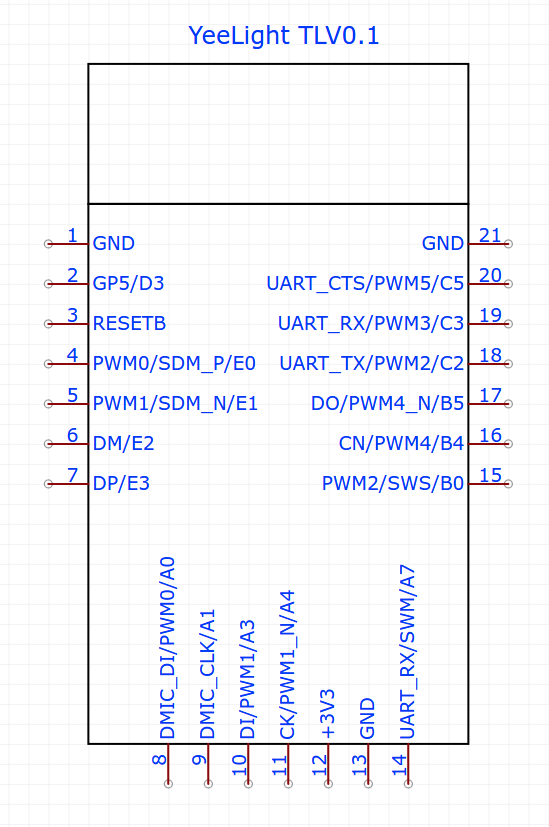 YeeLight TLV0.1
1 GND
2 GP5/D3
3 RESETB
4 PWM0/SDM_P/E0
5 PWM1/SDM_N/E1
6 DM/E2
7 DP/E3
GND 21
UART_CTS/PWM5/C5 20
UART_RX/PWM3/C3 19
UART_TX/PWM2/C2 18
DO/PWM4_N/B5 17
CN/PWM4/B4 16
PWM2/SWS/B0 15
8 DMIC_DI/PWM0/A0
9 DMIC_CLK/A1
10 DI/PWM1/A3
11 CK/PWM1_N/A4
12 +3V3
13 GND
14 UART_RX/SWM/A7